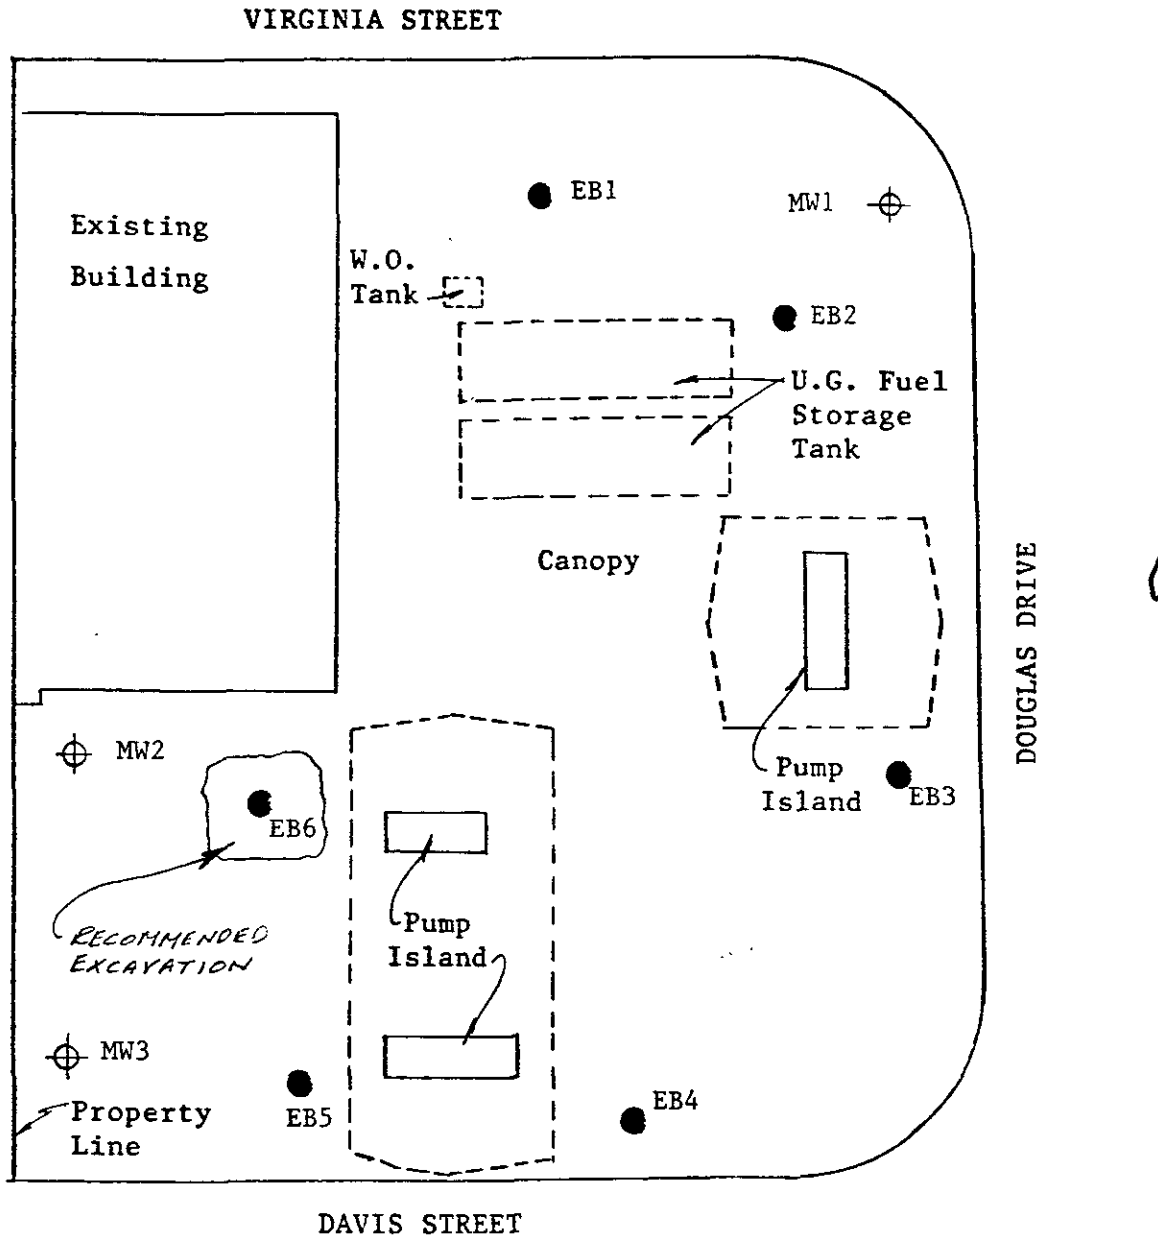 VIRGINIA STREET
EB1
MW1
Existing
Building
W.O.
Tank
EB2
U.G. Fuel
Storage
Tank
Canopy
DOUGLAS DRIVE
MW2
Pump
Island
EB3
EB6
RECOMMENDED
EXCAVATION
Pump
Island
MW3
EB5
EB4
Property
Line
DAVIS STREET